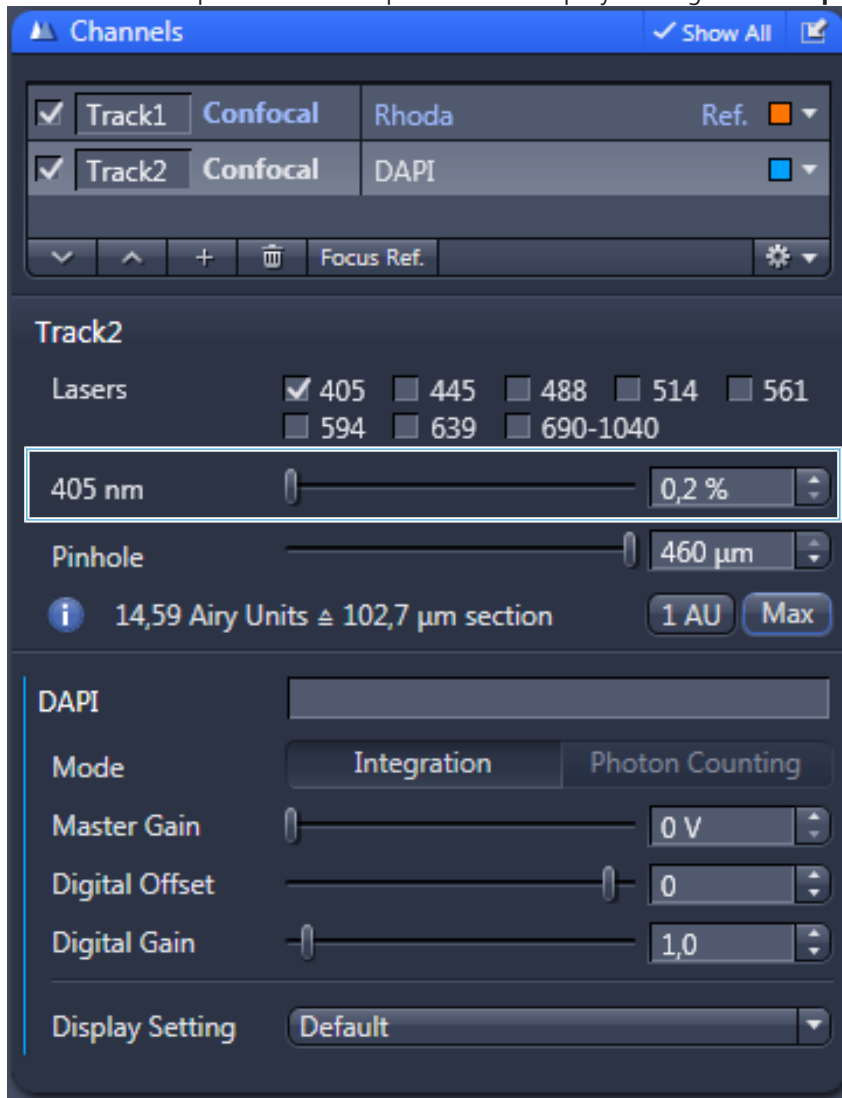 Channels Show All
Track1 Confocal Rhoda Ref.
Track2 Confocal DAPI
Focus Ref.
Track2
Lasers 405 445 488 514 561
594 639 690-1040
405 nm 0,2 %
Pinhole 460 µm
14,59 Airy Units ≙ 102,7 µm section 1 AU Max
DAPI
Mode Integration Photon Counting
Master Gain 0 V
Digital Offset 0
Digital Gain 1,0
Display Setting Default